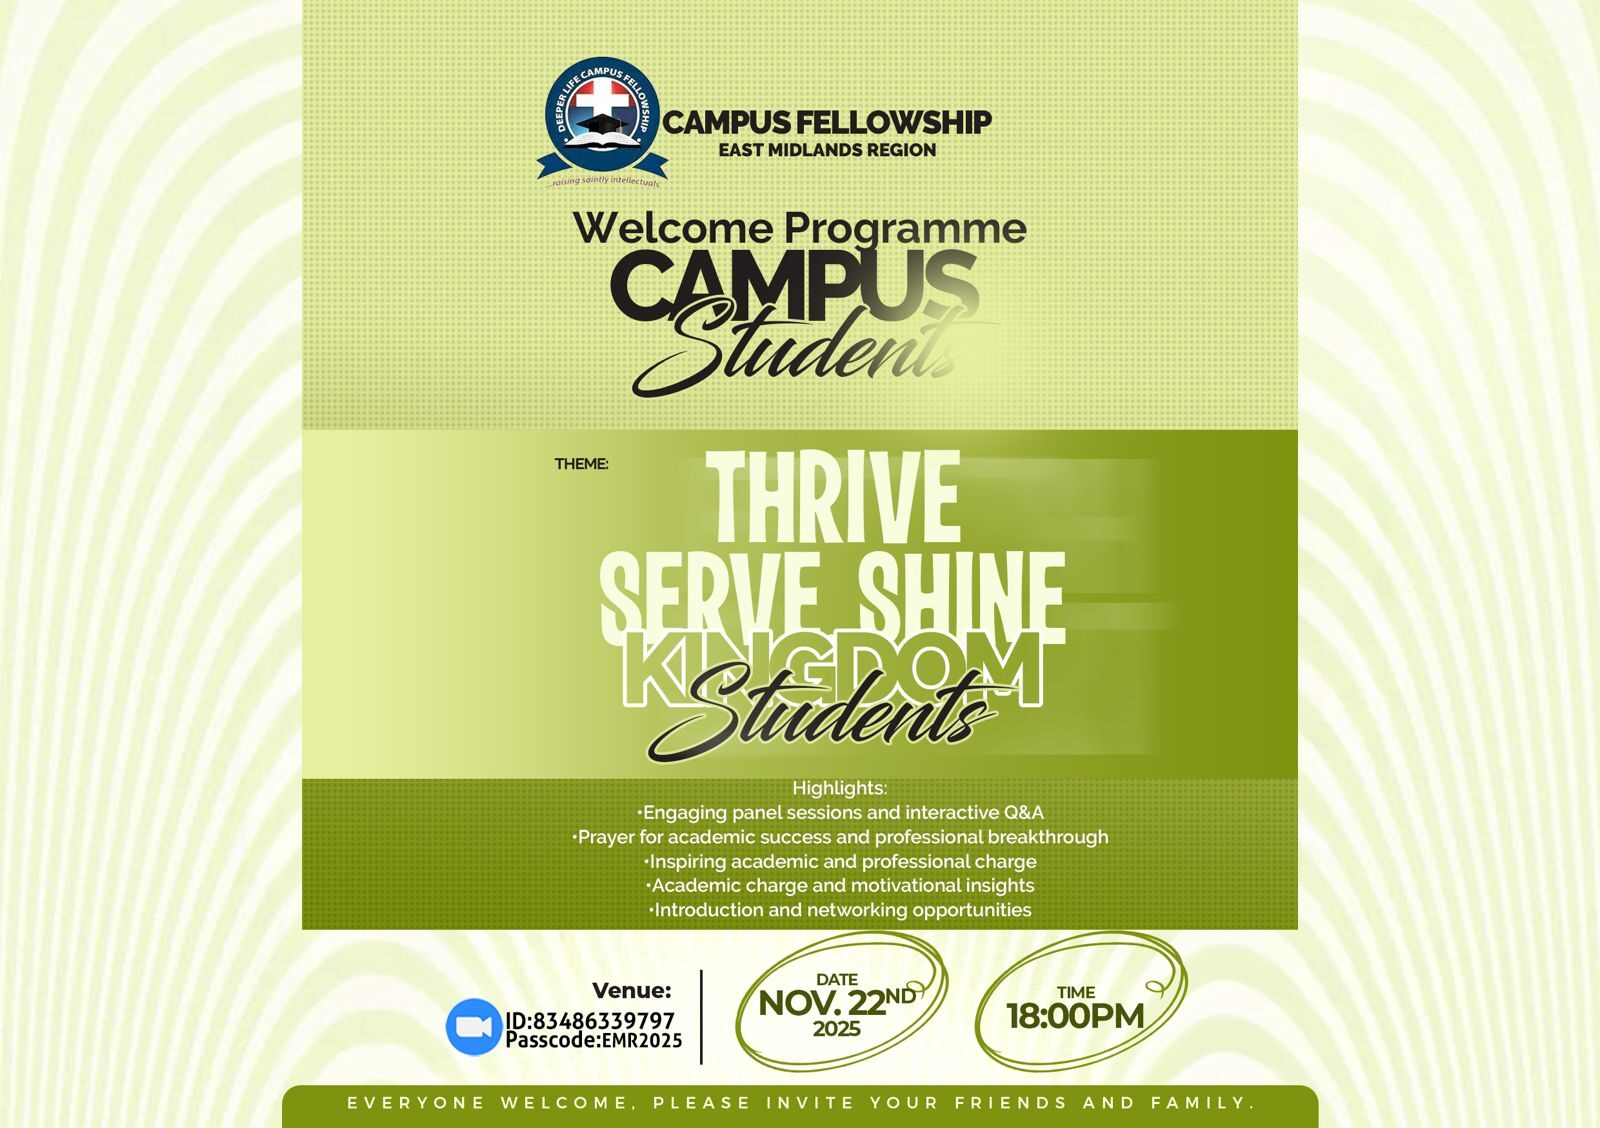 DEEPER LIFE CAMPUS FELLOWSHIP
...raising saintly intellectuals
CAMPUS FELLOWSHIP
EAST MIDLANDS REGION
Welcome Programme
CAMPUS
Students
THEME:
THRIVE
SERVE SHINE
KINGDOM
Students
Highlights:
•Engaging panel sessions and interactive Q&A
•Prayer for academic success and professional breakthrough
•Inspiring academic and professional charge
•Academic charge and motivational insights
•Introduction and networking opportunities
Venue:
ID:83486339797
Passcode:EMR2025
DATE
NOV. 22ND
2025
TIME
18:00PM
EVERYONE WELCOME, PLEASE INVITE YOUR FRIENDS AND FAMILY.